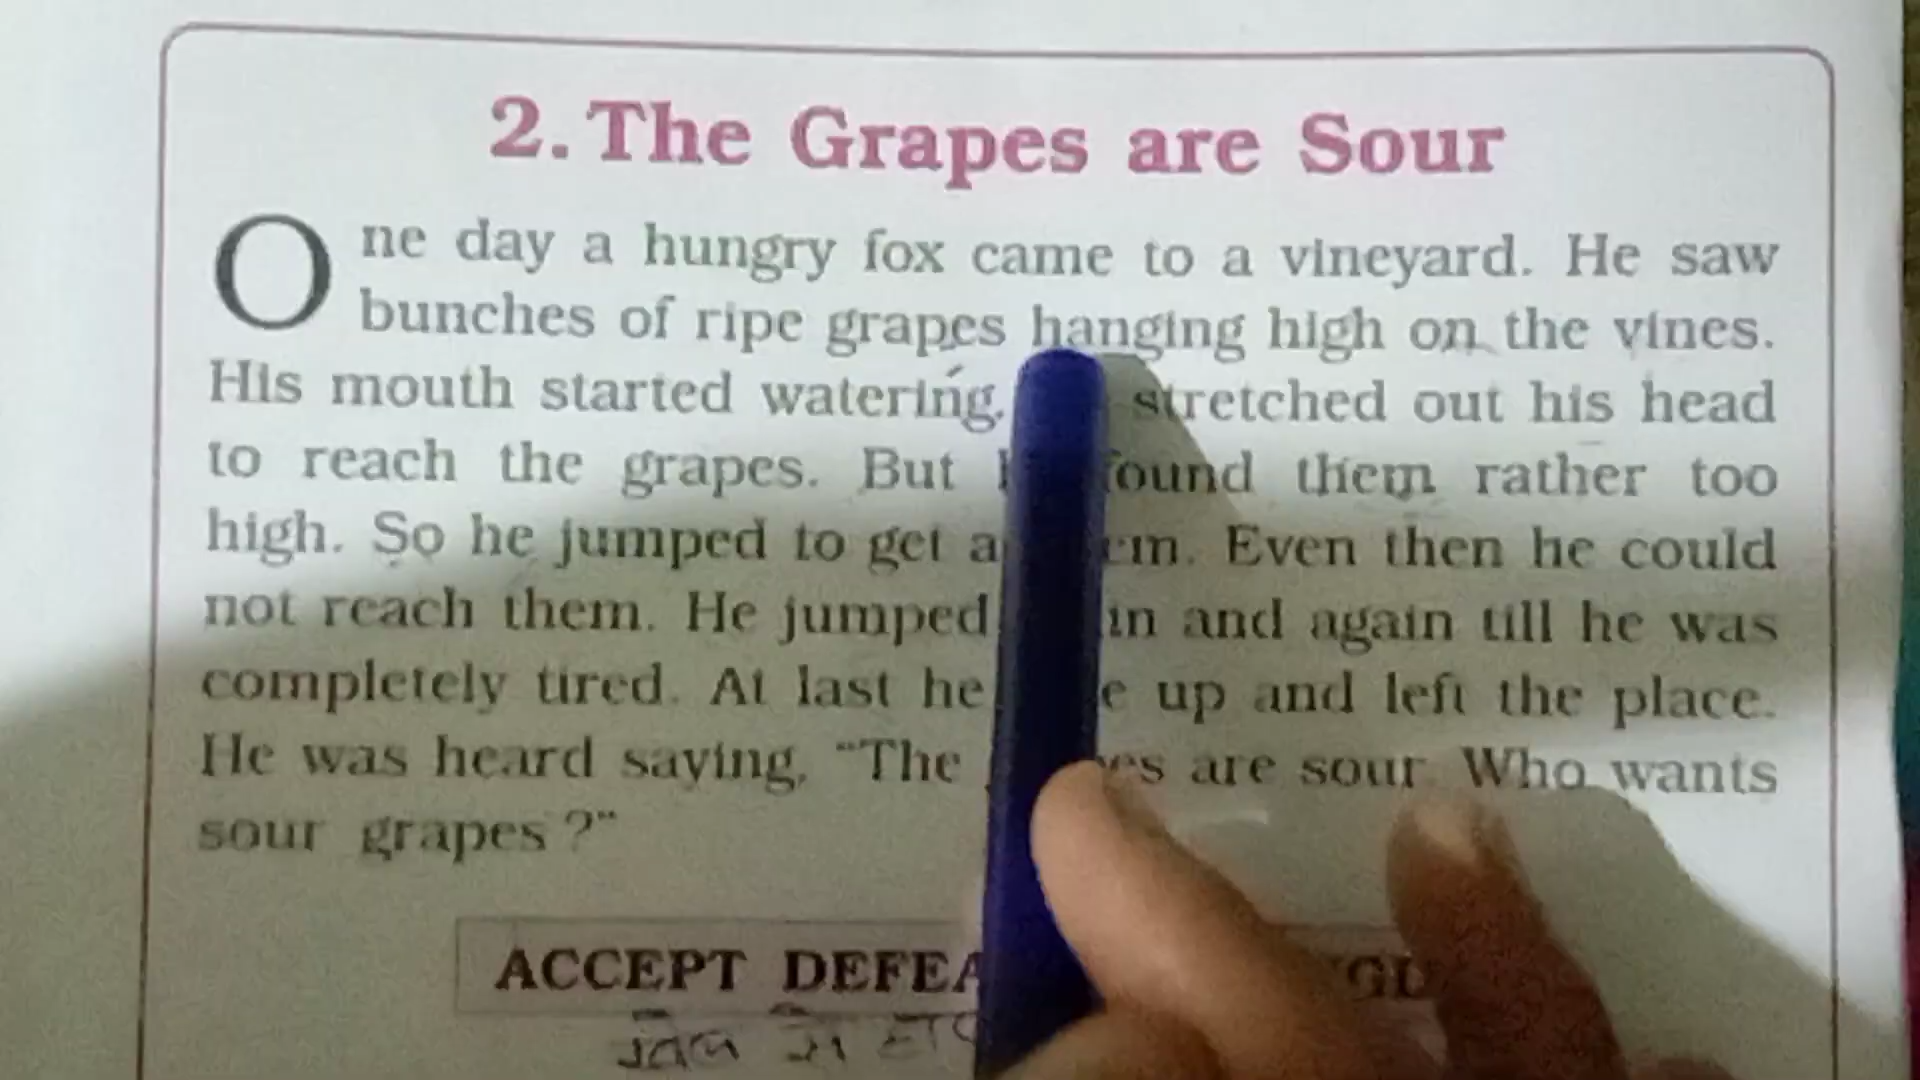 2. The Grapes are Sour
One day a hungry fox came to a vineyard. He saw
bunches of ripe grapes hanging high on the vines.
His mouth started watering. stretched out his head
to reach the grapes. But found them rather too
high. So he jumped to get Even then he could
not reach them. He jumped and again till he was
completely tired. At last he up and left the place.
He was heard saying, "The are sour. Who wants
sour grapes ?"
ACCEPT